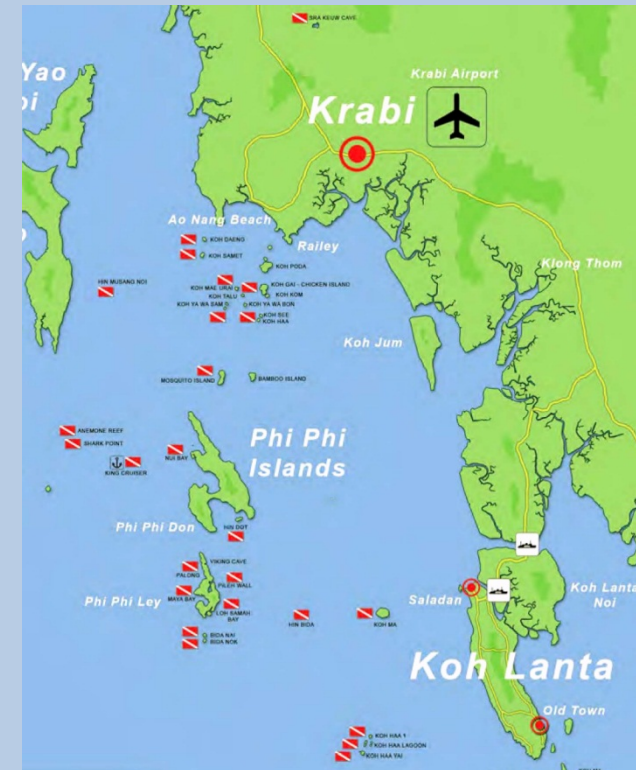 SRA KEUW CAVE
Yao
oi
Krabi Airport
Krabi
Ao Nang Beach
KOH DAENG
Railey
KOH SAMET
KOH PODA
Klong Thom
HIN MUSANG NOI
KOH MAE URAI
KOH GAI - CHICKEN ISLAND
KOH TALU
KOH KOM
KOH YA WA SAM SI
KOH YA WA BON
KOH SEE
KOH HAA
Koh Jum
MOSQUITO ISLAND
BAMBOO ISLAND
ANEMONE REEF
SHARK POINT
Phi Phi
Islands
NUI BAY
KING CRUISER
Phi Phi Don
HIN DOT
VIKING CAVE
PALONG
PILEH WALL
MAYA BAY
Phi Phi Ley
LOH SAMAH
BAY
HIN BIDA
KOH MA
Saladan
Koh Lanta
Noi
BIDA NAI
BIDA NOK
Koh Lanta
Old Town
KOH HAA 1
KOH HAA LAGOON
KOH HAA YAI